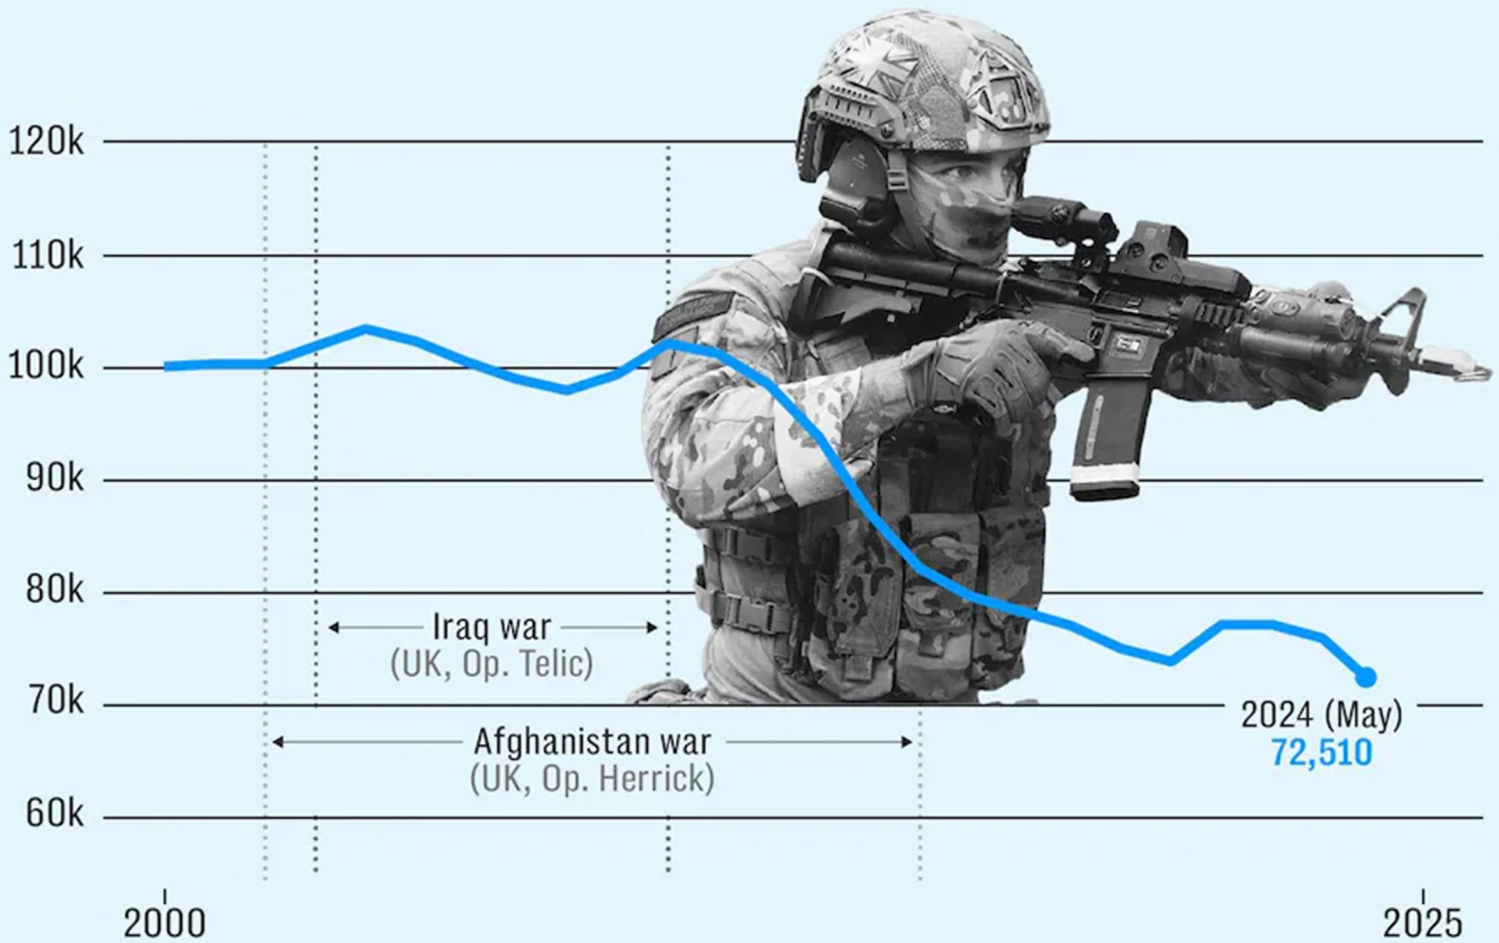 120k
110k
100k
90k
80k
70k
60k
Iraq war
(UK, Op. Telic)
Afghanistan war
(UK, Op. Herrick)
2024 (May)
72,510
2000
2025